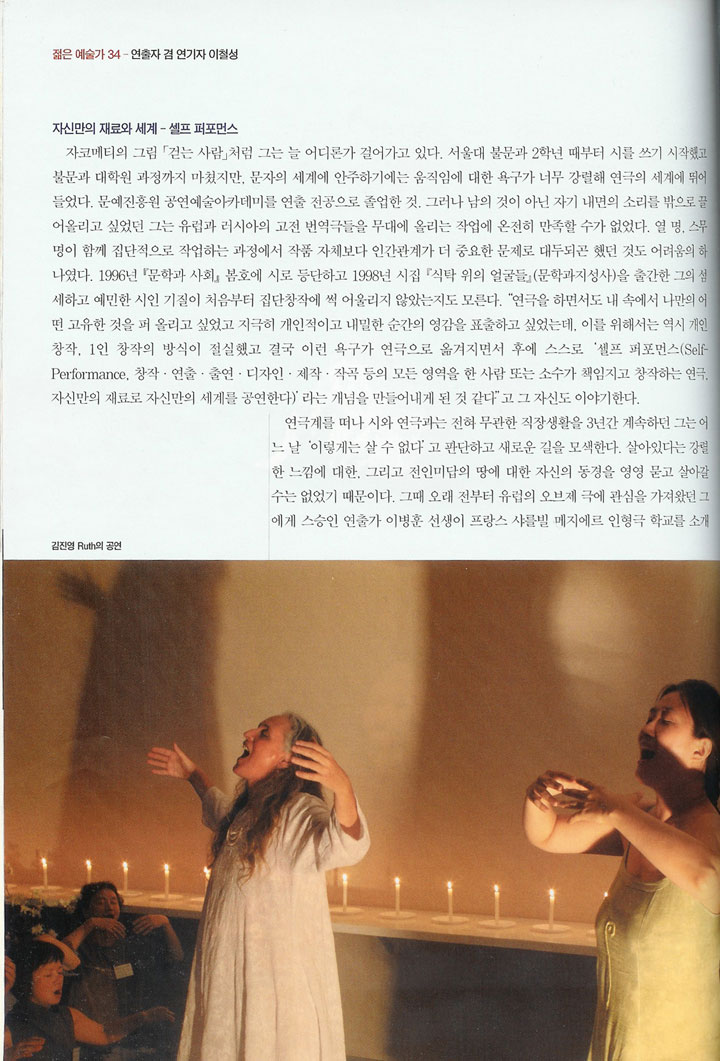 젊은 예술가 34 - 연출자 겸 연기자 이철성
자신만의 재료와 세계 - 셀프 퍼포먼스
자코메티의 그림 「걷는 사람」처럼 그는 늘 어디론가 걸어가고 있다. 서울대 불문과 2학년 때부터 시를 쓰기 시작했고
불문과 대학원 과정까지 마쳤지만, 문자의 세계에 안주하기에는 움직임에 대한 욕구가 너무 강렬해 연극의 세계에 뛰어
들었다. 문예진흥원 공연예술아카데미를 연출 전공으로 졸업한 것. 그러나 남의 것이 아닌 자기 내면의 소리를 밖으로 끌
어올리고 싶었던 그는 유럽과 러시아의 고전 번역극들을 무대에 올리는 작업에 온전히 만족할 수가 없었다. 열 명, 스무
명이 함께 집단적으로 작업하는 과정에서 작품 자체보다 인간관계가 더 중요한 문제로 대두되곤 했던 것도 어려움의 하
나였다. 1996년 『문학과 사회』 봄호에 시로 등단하고 1998년 시집 『식탁 위의 얼굴들』(문학과지성사)을 출간한 그의 섬
세하고 예민한 시인 기질이 처음부터 집단창작에 썩 어울리지 않았는지도 모른다. “연극을 하면서도 내 속에서 나만의 어
떤 고유한 것을 퍼 올리고 싶었고 지극히 개인적이고 내밀한 순간의 영감을 표출하고 싶었는데, 이를 위해서는 역시 개인
창작, 1인 창작의 방식이 절실했고 결국 이런 욕구가 연극으로 옮겨지면서 후에 스스로 ‘셀프 퍼포먼스(Self-
Performance, 창작 · 연출 · 출연 · 디자인 · 제작 · 작곡 등의 모든 영역을 한 사람 또는 소수가 책임지고 창작하는 연극,
자신만의 재료로 자신만의 세계를 공연한다)’ 라는 개념을 만들어내게 된 것 같다”고 그 자신도 이야기한다.
연극계를 떠나 시와 연극과는 전혀 무관한 직장생활을 3년간 계속하던 그는 어
느 날 ‘이렇게는 살 수 없다’고 판단하고 새로운 길을 모색한다. 살아있다는 강렬
한 느낌에 대한, 그리고 전인미답의 땅에 대한 자신의 동경을 영영 묻고 살아갈
수는 없었기 때문이다. 그때 오래 전부터 유럽의 오브제 극에 관심을 가져왔던 그
에게 스승인 연출가 이병훈 선생이 프랑스 샤를빌 메지에르 인형극 학교를 소개
김진영 Ruth의 공연